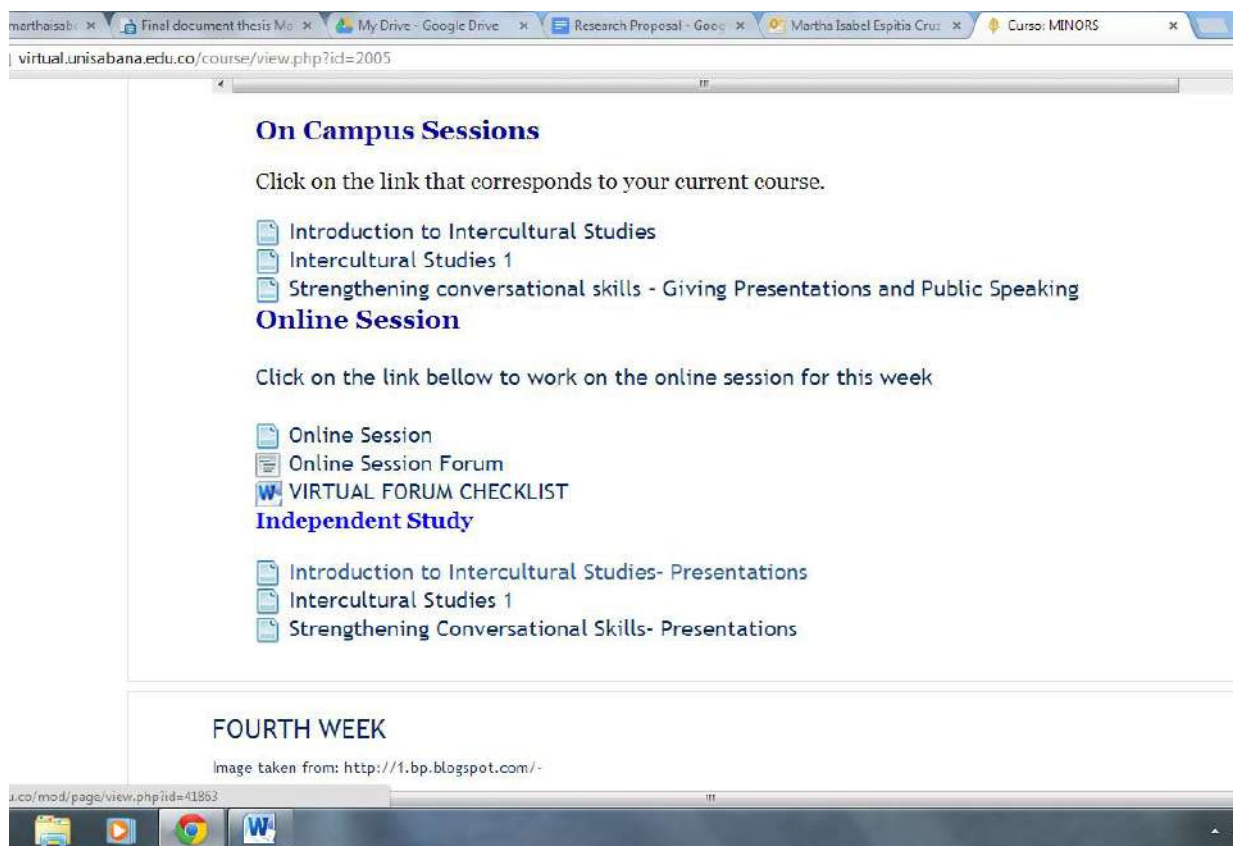 marthaisab
Final document thesis Ma
My Drive - Google Drive
Research Proposal - Goog
Martha Isabel Espitia Cruz
Curso: MINORS
virtual.unisabana.edu.co/course/view.php?id=2005
On Campus Sessions
Click on the link that corresponds to your current course.
Introduction to Intercultural Studies
Intercultural Studies 1
Strengthening conversational skills - Giving Presentations and Public Speaking
Online Session
Click on the link bellow to work on the online session for this week
Online Session
Online Session Forum
VIRTUAL FORUM CHECKLIST
Independent Study
Introduction to Intercultural Studies- Presentations
Intercultural Studies 1
Strengthening Conversational Skills- Presentations
FOURTH WEEK
Image taken from: http://1.bp.blogspot.com/-
u.co/mod/page/view.php?id=41863